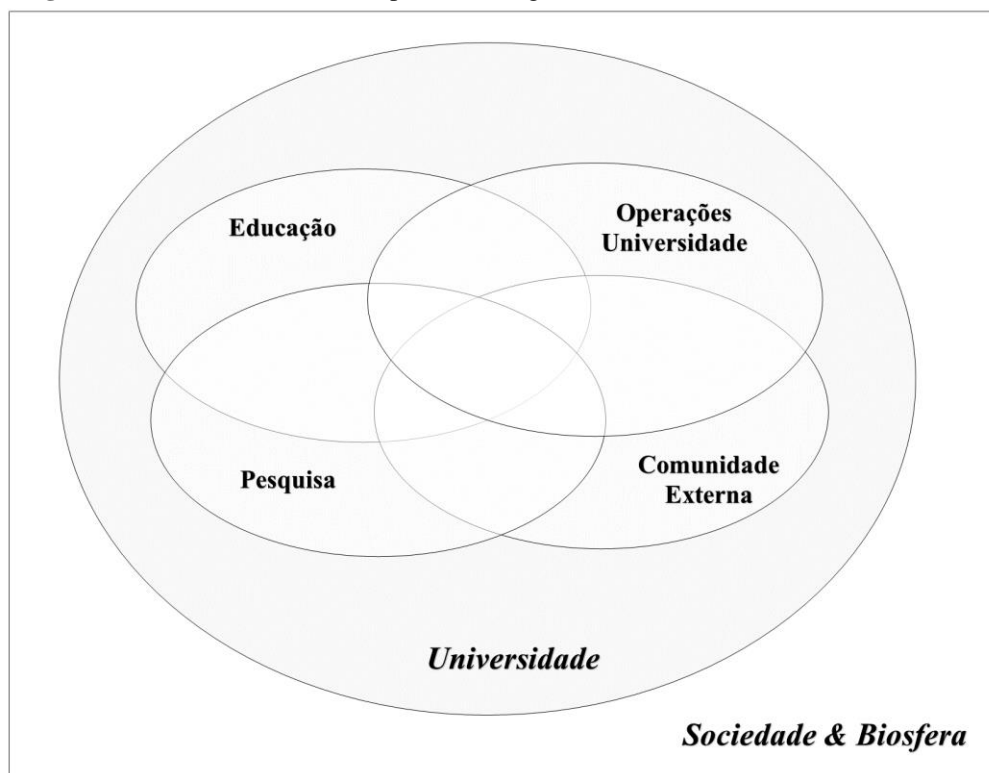 Educação
Operações
Universidade
Pesquisa
Comunidade
Externa
Universidade
Sociedade & Biosfera